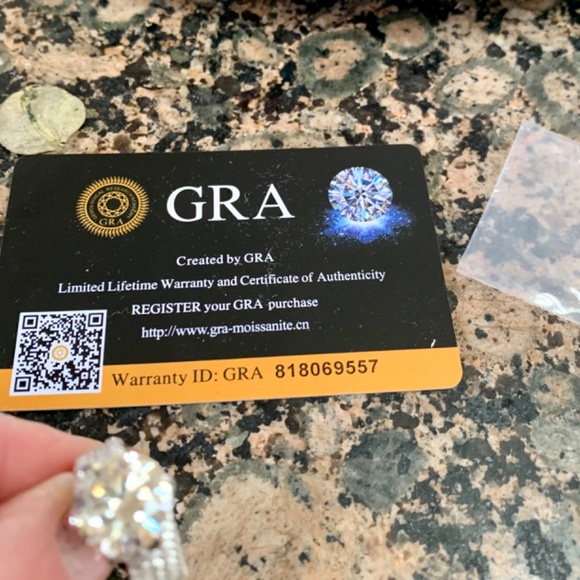 GRA
GRA
Created by GRA
Limited Lifetime Warranty and Certificate of Authenticity
REGISTER your GRA purchase
http://www.gra-moissanite.cn
Warranty ID: GRA 818069557